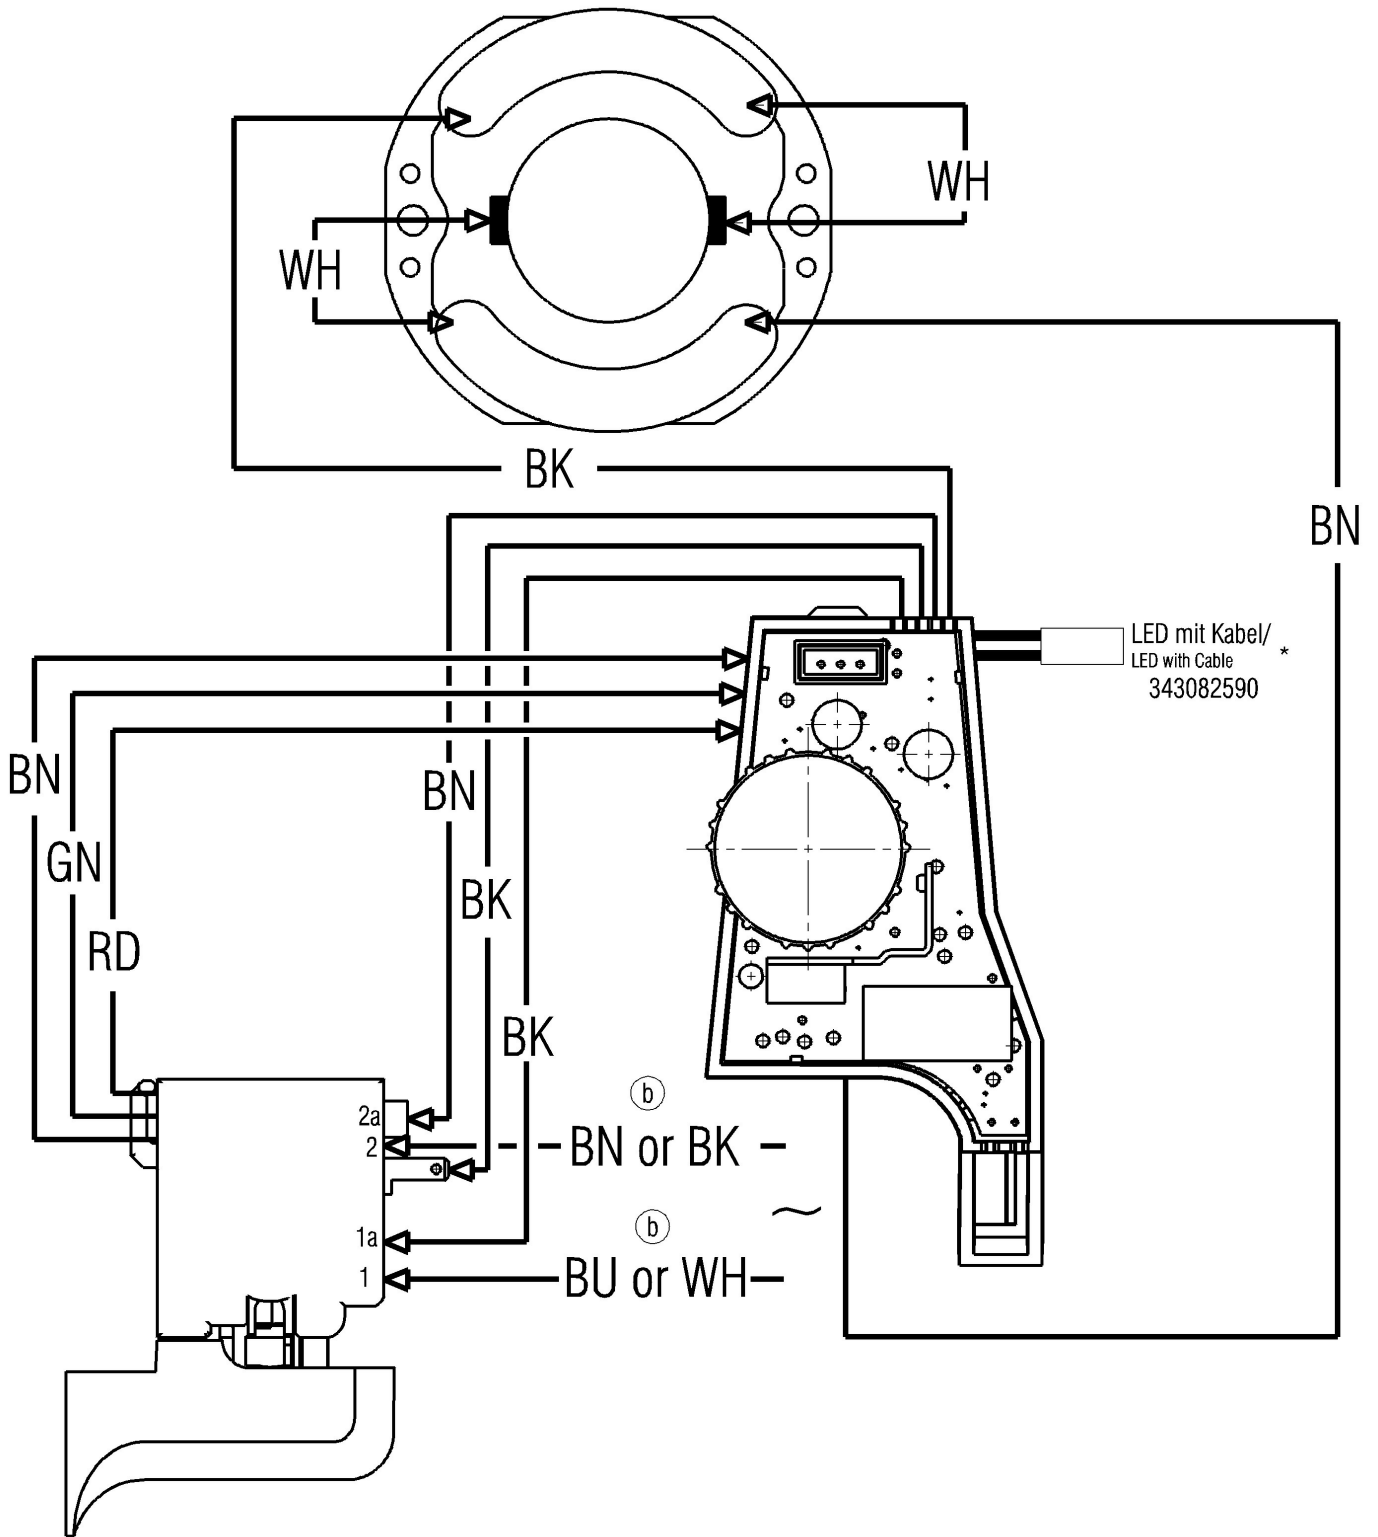 WH
WH
BK
BN
LED mit Kabel/
LED with Cable *
343082590
BN
BN
GN
BK
RD
BK
b
2a
2
BN or BK
b
~
1a
1
BU or WH